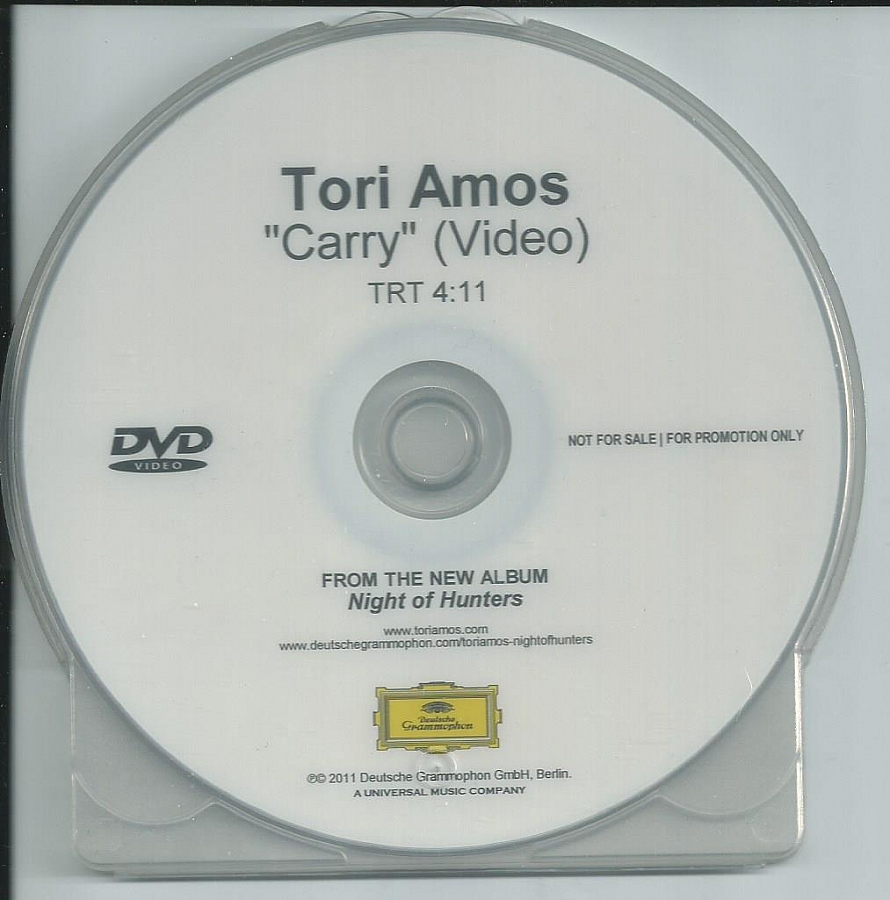 Tori Amos
"Carry" (Video)
TRT 4:11
DVD
VIDEO
NOT FOR SALE | FOR PROMOTION ONLY
FROM THE NEW ALBUM
Night of Hunters
www.toriamos.com
www.deutschegrammophon.com/toriamos-nightofhunters
Deutsche
Grammophon
℗© 2011 Deutsche Grammophon GmbH, Berlin.
A UNIVERSAL MUSIC COMPANY